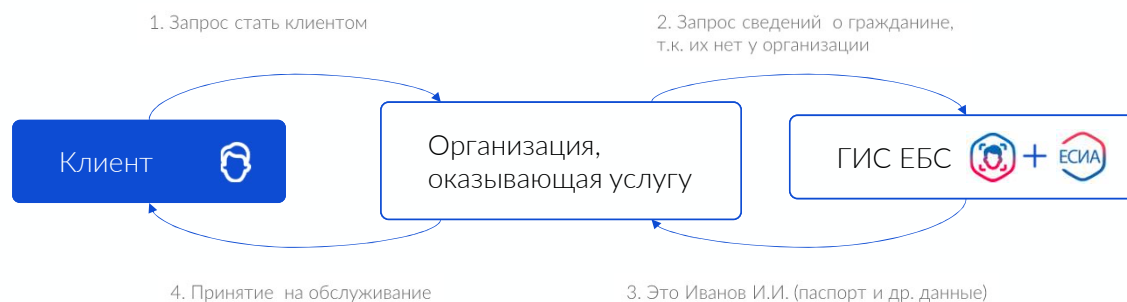 1. Запрос стать клиентом
2. Запрос сведений о гражданине,
т.к. их нет у организации
Клиент
Организация,
оказывающая услугу
ГИС ЕБС + ЕСИА
4. Принятие на обслуживание
3. Это Иванов И.И. (паспорт и др. данные)